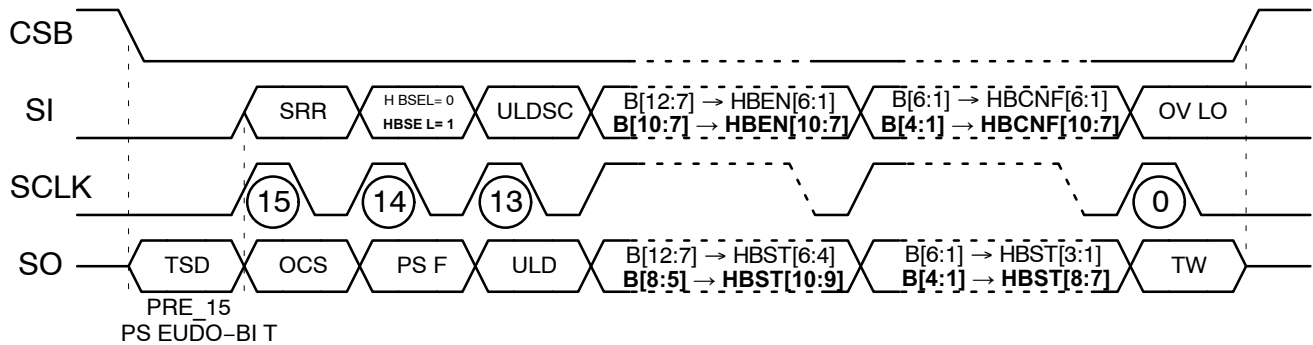 CSB
SI
SRR
H BSEL= 0
HBSE L= 1
ULDSC
B[12:7] → HBEN[6:1]
B[10:7] → HBEN[10:7]
B[6:1] → HBCNF[6:1]
B[4:1] → HBCNF[10:7]
OV LO
SCLK
15
14
13
0
SO
TSD
OCS
PS F
ULD
B[12:7] → HBST[6:4]
B[8:5] → HBST[10:9]
B[6:1] → HBST[3:1]
B[4:1] → HBST[8:7]
TW
PRE_15
PS EUDO−BI T